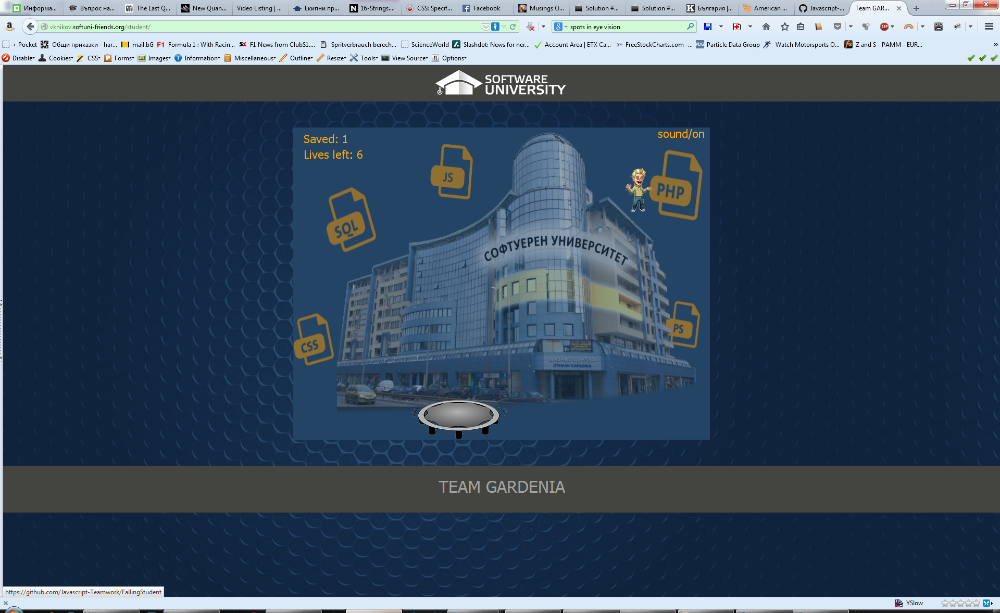 Информа...
Въпрос на...
The Last Q...
New Quan...
Video Listing | ...
Екипни пр...
16-Strings....
CSS: Specif...
Facebook
Musings O...
Solution #...
Solution #...
България |...
American ...
Javascript-...
Team GAR...
vknikov.softuni-friends.org/student/
spots in eye vision
+ Pocket
Общи приказки - har...
mail.bG
Formula 1 : With Racin...
F1 News from ClubS1....
Spritverbrauch berech...
ScienceWorld
Slashdot: News for ner...
Account Area | ETX Ca...
FreeStockCharts.com -...
Particle Data Group
Watch Motorsports O...
Z and S - PAMM - EUR...
Disable
Cookies
CSS
Forms
Images
Information
Miscellaneous
Outline
Resize
Tools
View Source
Options
SOFTWARE
UNIVERSITY
Saved: 1
Lives left: 6
sound/on
JS
PHP
SQL
СОФТУЕРЕН УНИВЕРСИТЕТ
CSS
PS
БИЗНЕС ЦЕНТЪР
СТЕФАН КАРАДЖА
TEAM GARDENIA
https://github.com/Javascript-Teamwork/FallingStudent
YSlow